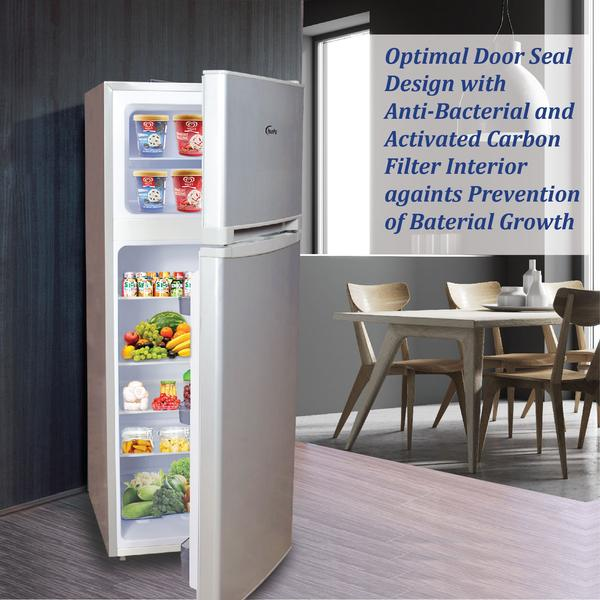 Optimal Door Seal
Design with
Anti-Bacterial and
Activated Carbon
Filter Interior
againts Prevention
of Baterial Growth